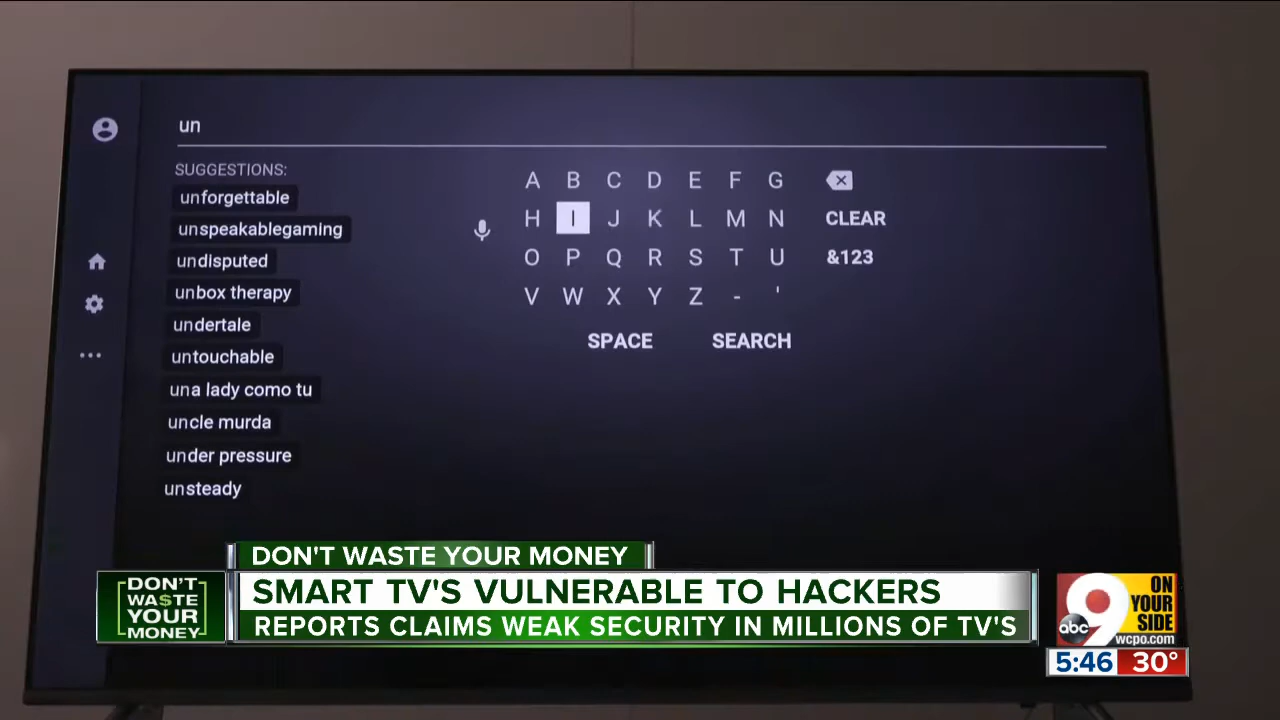 un
SUGGESTIONS:
unforgettable
unspeakablegaming
undisputed
unbox therapy
undertale
untouchable
una lady como tu
uncle murda
under pressure
unsteady
A B C D E F G
H I J K L M N CLEAR
O P Q R S T U &123
V W X Y Z - '
SPACE SEARCH
DON'T WASTE YOUR MONEY
SMART TV'S VULNERABLE TO HACKERS
REPORTS CLAIMS WEAK SECURITY IN MILLIONS OF TV'S
DON'T
WA$TE
YOUR
MONEY
abc 9
ON
YOUR
SIDE
wcpo.com
5:46 30°